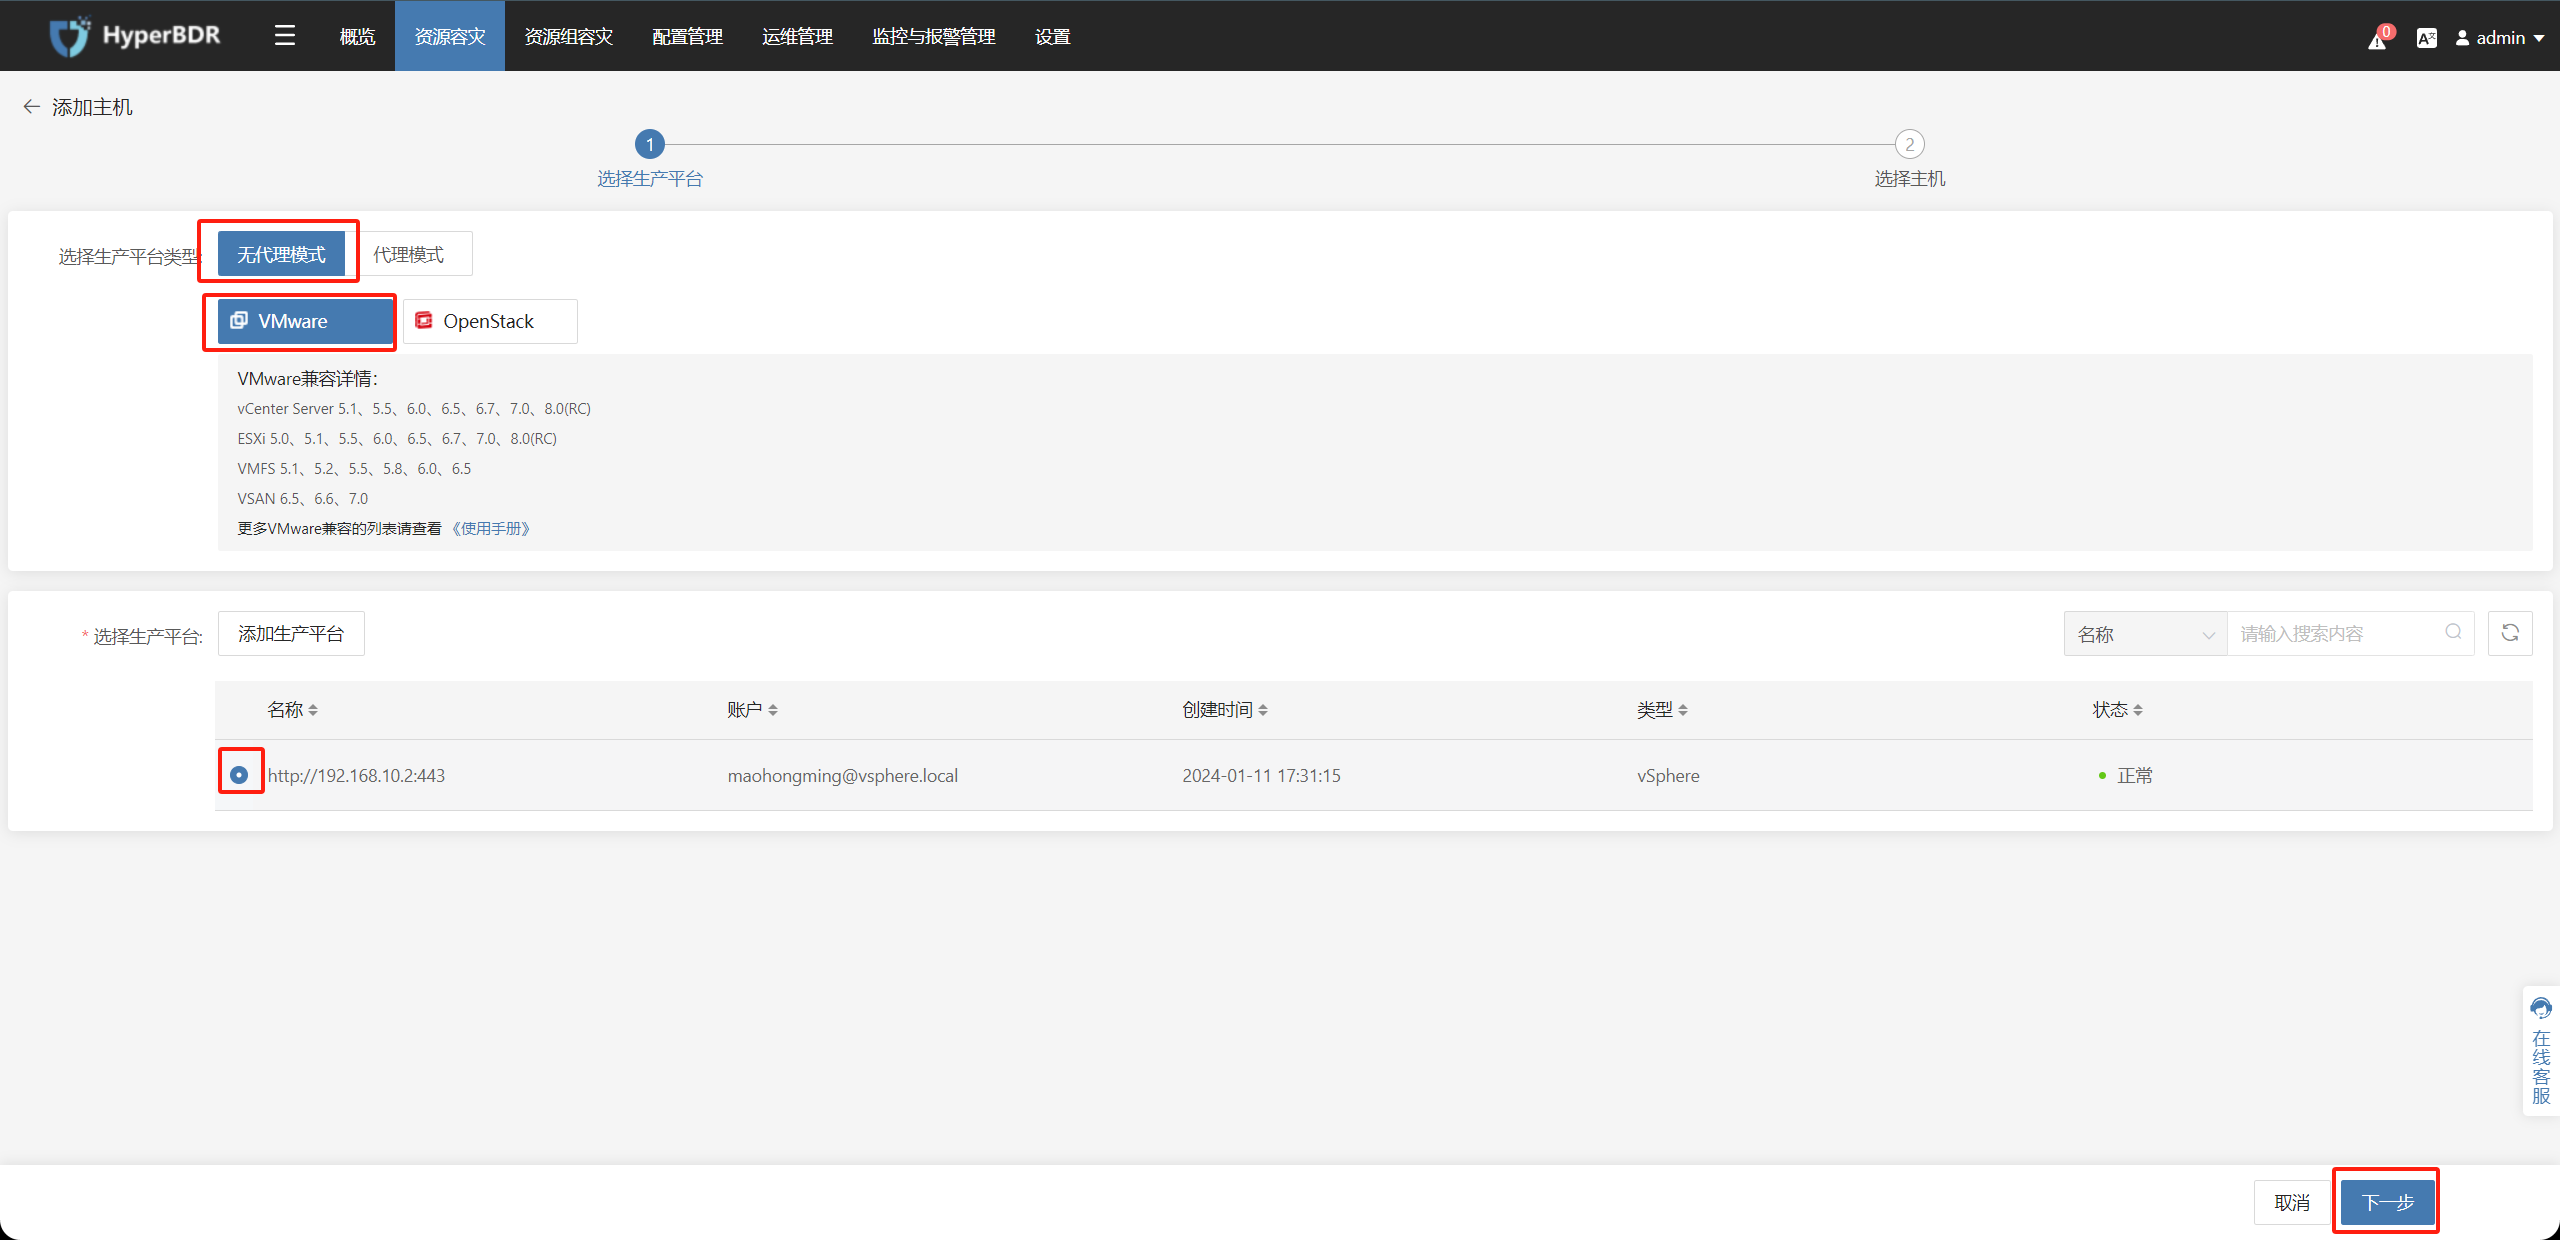 HyperBDR
概览
资源容灾
资源组容灾
配置管理
运维管理
监控与报警管理
设置
0
A文
admin
添加主机
1
选择生产平台
2
选择主机
选择生产平台类型:
无代理模式
代理模式
VMware
OpenStack
VMware兼容详情:
vCenter Server 5.1、5.5、6.0、6.5、6.7、7.0、8.0(RC)
ESXi 5.0、5.1、5.5、6.0、6.5、6.7、7.0、8.0(RC)
VMFS 5.1、5.2、5.5、5.8、6.0、6.5
VSAN 6.5、6.6、7.0
更多VMware兼容的列表请查看 《使用手册》
* 选择生产平台:
添加生产平台
名称
请输入搜索内容
名称
账户
创建时间
类型
状态
http://192.168.10.2:443
maohongming@vsphere.local
2024-01-11 17:31:15
vSphere
正常
在线客服
取消
下一步